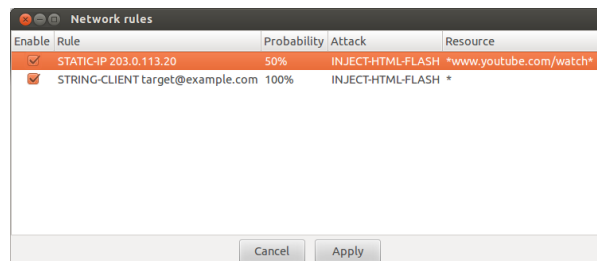 Network rules
Enable Rule Probability Attack Resource
STATIC-IP 203.0.113.20 50% INJECT-HTML-FLASH *www.youtube.com/watch*
STRING-CLIENT target@example.com 100% INJECT-HTML-FLASH *
Cancel Apply